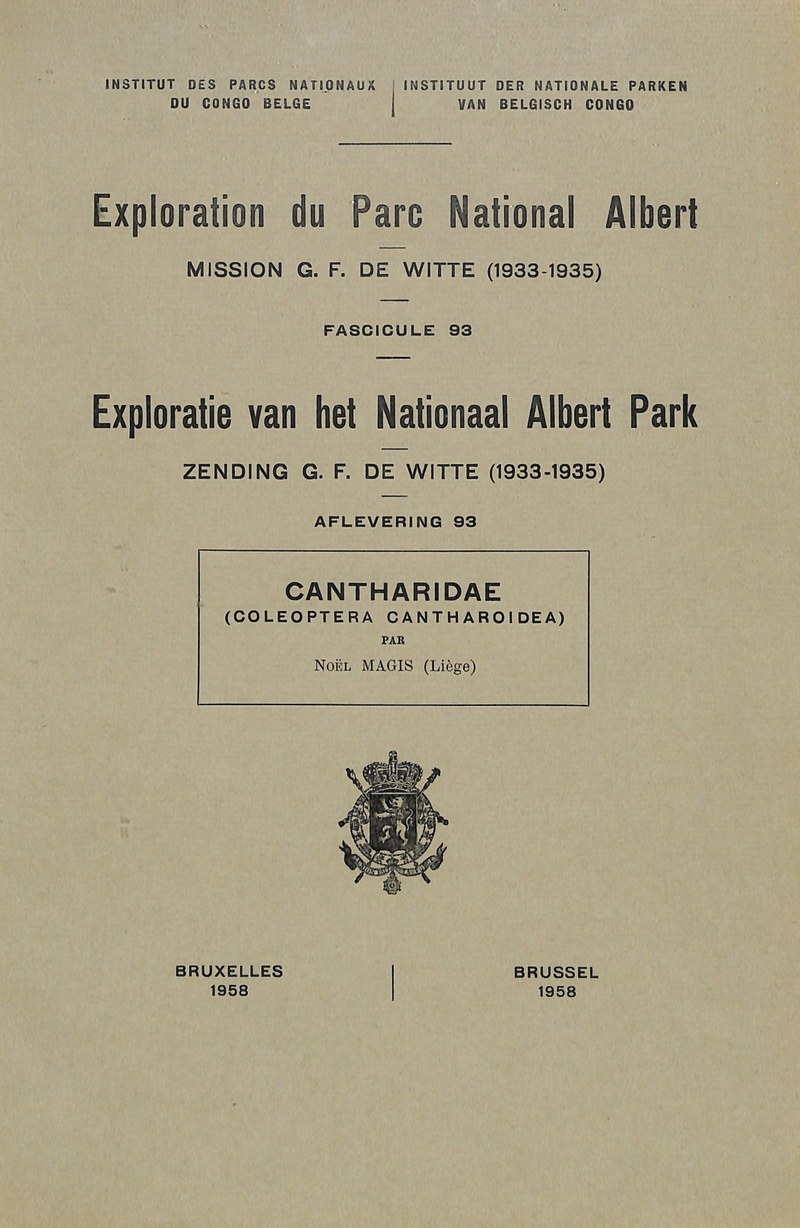 INSTITUT DES PARCS NATIONAUX
DU CONGO BELGE
INSTITUUT DER NATIONALE PARKEN
VAN BELGISCH CONGO
Exploration du Parc National Albert
MISSION G. F. DE WITTE (1933-1935)
FASCICULE 93
Exploratie van het Nationaal Albert Park
ZENDING G. F. DE WITTE (1933-1935)
AFLEVERING 93
CANTHARIDAE
(COLEOPTERA CANTHAROIDEA)
PAR
NOËL MAGIS (Liège)
BRUXELLES
1958
BRUSSEL
1958